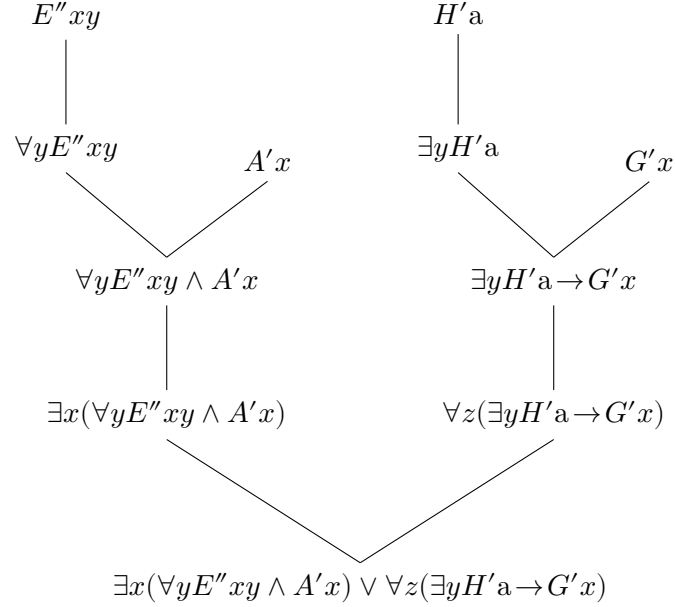 E″xy H′a
∀yE″xy A′x ∃yH′a G′x
∀yE″xy ∧ A′x ∃yH′a→G′x
∃x(∀yE″xy ∧ A′x) ∀z(∃yH′a→G′x)
∃x(∀yE″xy ∧ A′x) ∨ ∀z(∃yH′a→G′x)